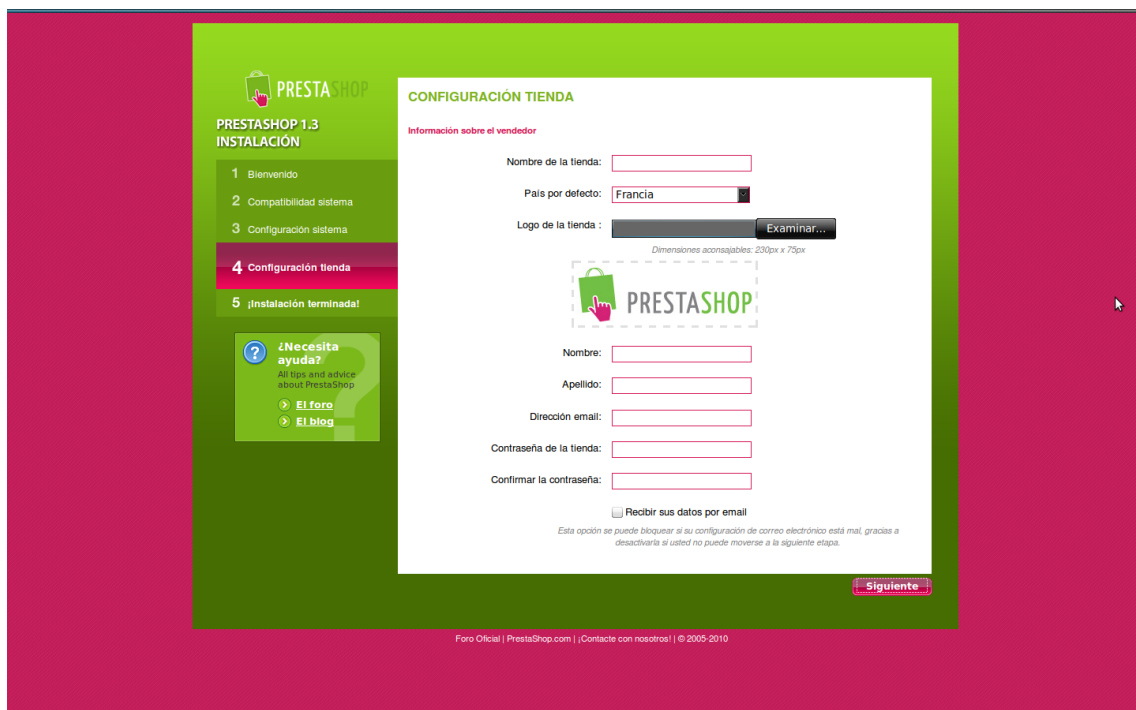 PRESTASHOP
PRESTASHOP 1.3
INSTALACIÓN
1 Bienvenido
2 Compatibilidad sistema
3 Configuración sistema
4 Configuración tienda
5 ¡Instalación terminada!
?
¿Necesita
ayuda?
All tips and advice
about PrestaShop
El foro
El blog
CONFIGURACIÓN TIENDA
Información sobre el vendedor
Nombre de la tienda:
País por defecto: Francia
Logo de la tienda : Examinar...
Dimensiones aconsajables: 230px x 75px
PRESTASHOP
Nombre:
Apellido:
Dirección email:
Contraseña de la tienda:
Confirmar la contraseña:
Recibir sus datos por email
Esta opción se puede bloquear si su configuración de correo electrónico está mal, gracias a
desactivarla si usted no puede moverse a la siguiente etapa.
Siguiente
Foro Oficial | PrestaShop.com | ¡Contacte con nosotros! | © 2005-2010